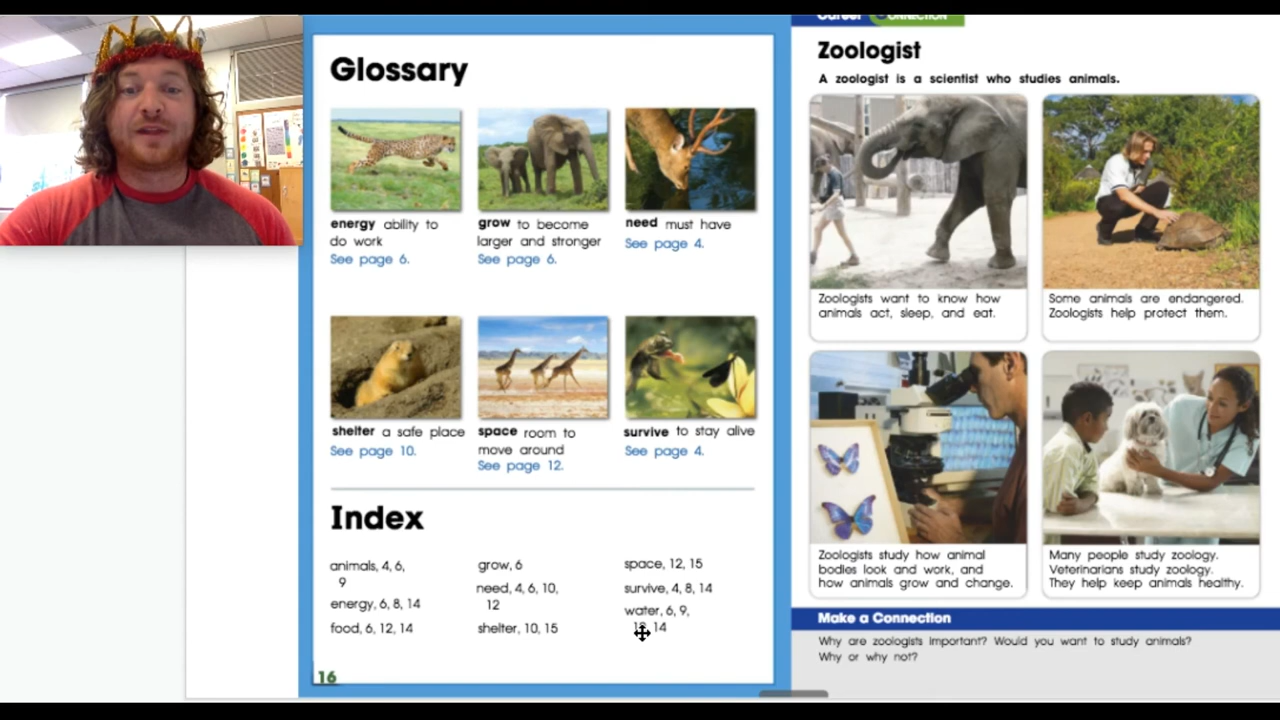 Glossary
energy ability to
do work
See page 6.
grow to become
larger and stronger
See page 6.
need must have
See page 4.
shelter a safe place
See page 10.
space room to
move around
See page 12.
survive to stay alive
See page 4.
Index
animals, 4, 6,
9
energy, 6, 8, 14
food, 6, 12, 14
grow, 6
need, 4, 6, 10,
12
shelter, 10, 15
space, 12, 15
survive, 4, 8, 14
water, 6, 9,
14
16
Career CONNECTION
Zoologist
A zoologist is a scientist who studies animals.
Zoologists want to know how
animals act, sleep, and eat.
Some animals are endangered.
Zoologists help protect them.
Zoologists study how animal
bodies look and work, and
how animals grow and change.
Many people study zoology.
Veterinarians study zoology.
They help keep animals healthy.
Make a Connection
Why are zoologists important? Would you want to study animals?
Why or why not?